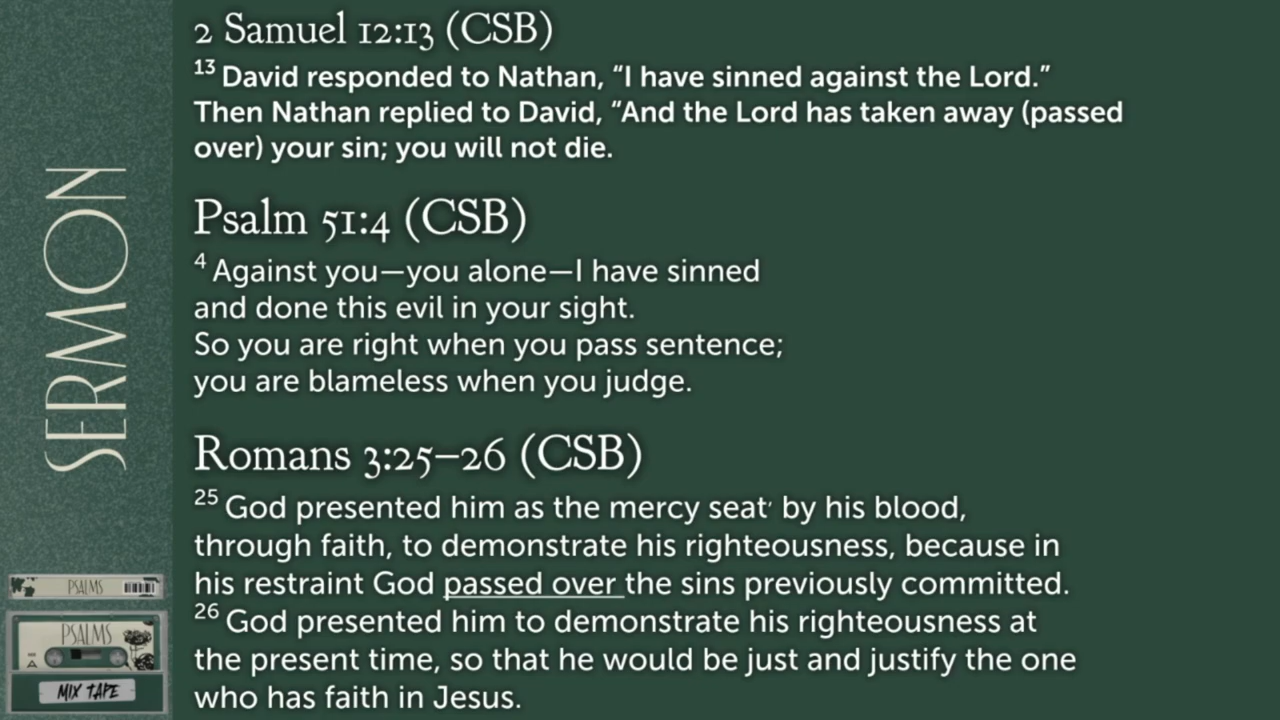 SERMON
2 Samuel 12:13 (CSB)
13 David responded to Nathan, “I have sinned against the Lord.”
Then Nathan replied to David, “And the Lord has taken away (passed
over) your sin; you will not die.
Psalm 51:4 (CSB)
4 Against you—you alone—I have sinned
and done this evil in your sight.
So you are right when you pass sentence;
you are blameless when you judge.
Romans 3:25–26 (CSB)
25 God presented him as the mercy seat’ by his blood,
through faith, to demonstrate his righteousness, because in
his restraint God passed over the sins previously committed.
26 God presented him to demonstrate his righteousness at
the present time, so that he would be just and justify the one
who has faith in Jesus.
PSALMS
PSALMS
MIX TAPE